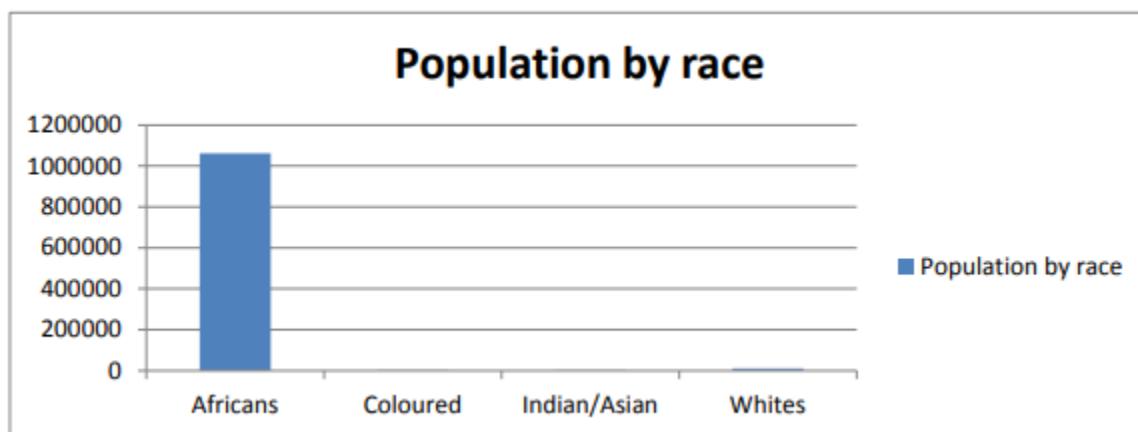 Population by race
1200000
1000000
800000
600000
400000
200000
0
Africans Coloured Indian/Asian Whites
Population by race